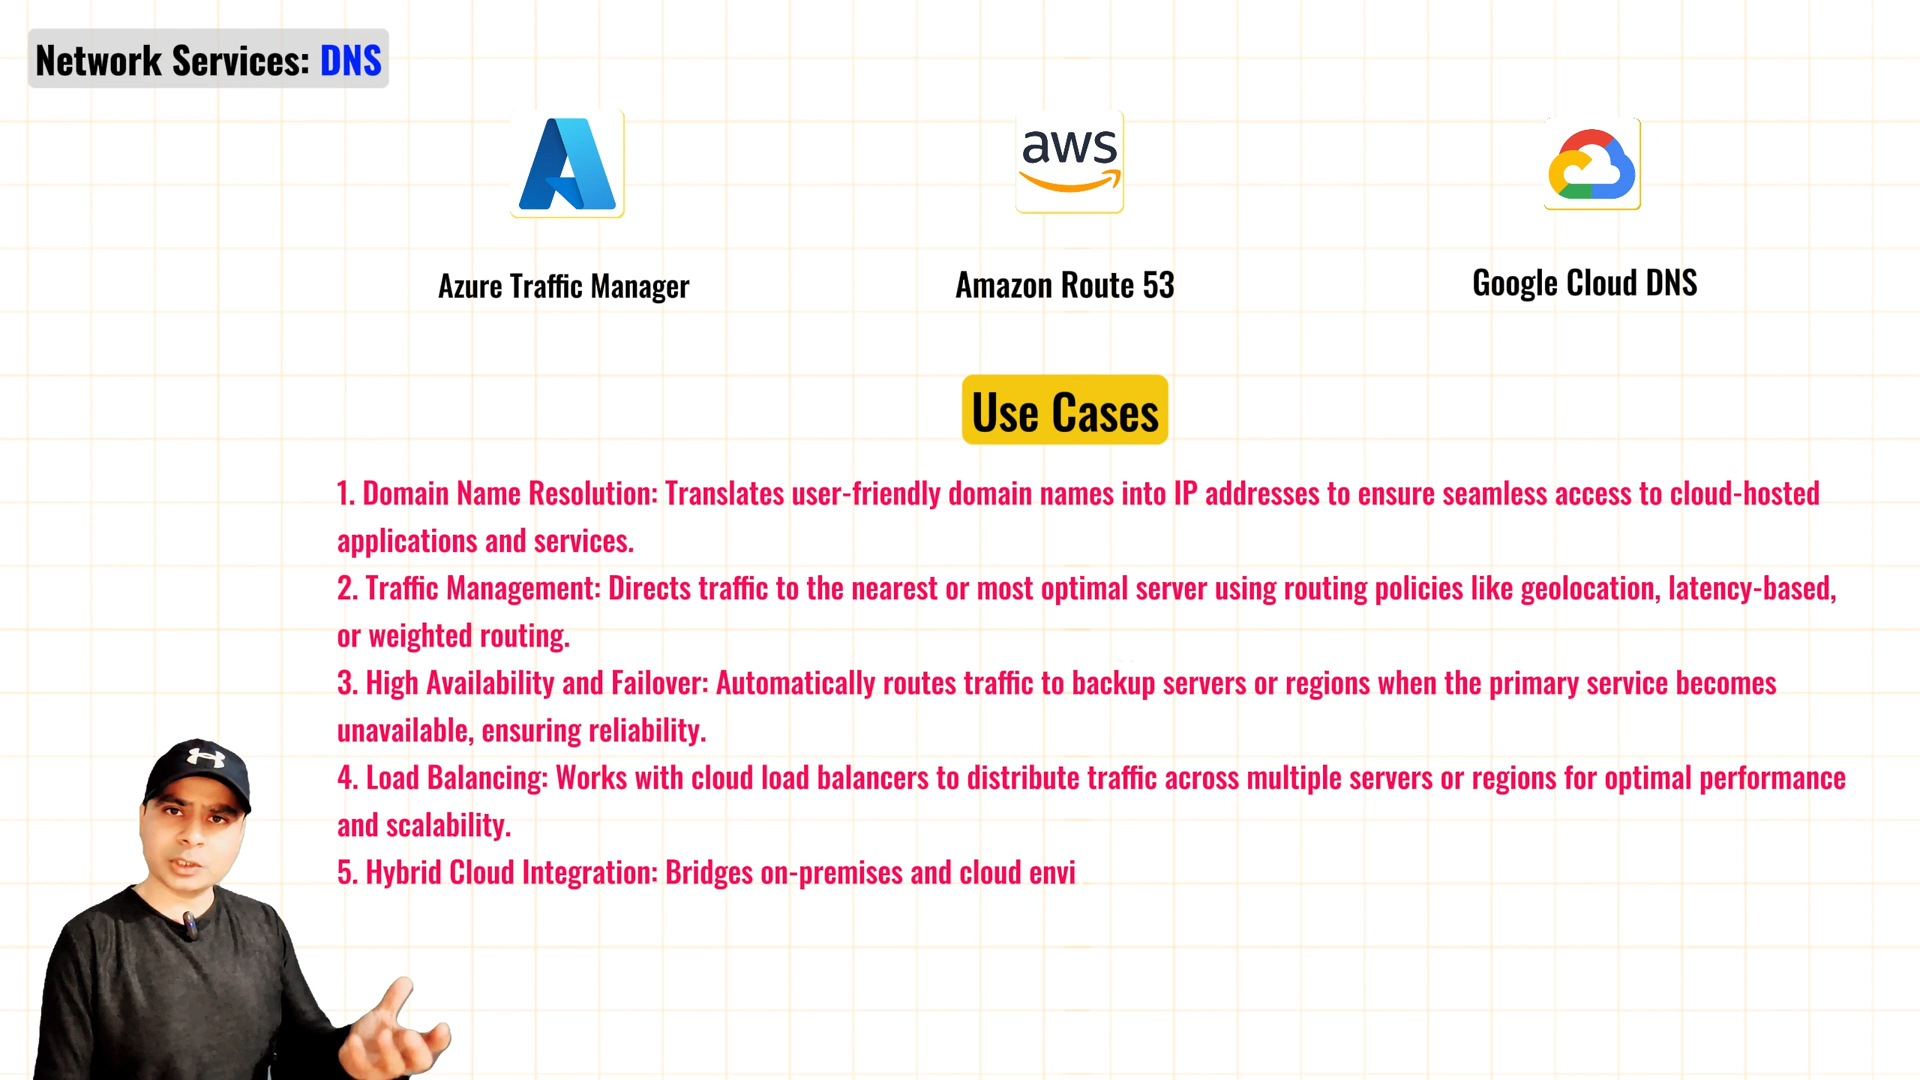 Network Services: DNS
aws
Azure Traffic Manager
Amazon Route 53
Google Cloud DNS
Use Cases
1. Domain Name Resolution: Translates user-friendly domain names into IP addresses to ensure seamless access to cloud-hosted
applications and services.
2. Traffic Management: Directs traffic to the nearest or most optimal server using routing policies like geolocation, latency-based,
or weighted routing.
3. High Availability and Failover: Automatically routes traffic to backup servers or regions when the primary service becomes
unavailable, ensuring reliability.
4. Load Balancing: Works with cloud load balancers to distribute traffic across multiple servers or regions for optimal performance
and scalability.
5. Hybrid Cloud Integration: Bridges on-premises and cloud envi